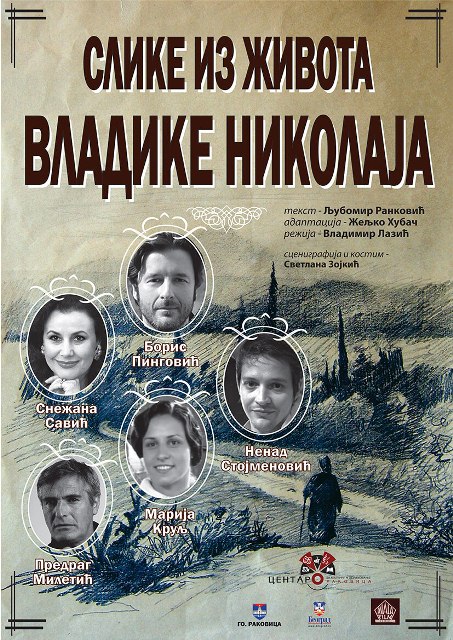 СЛИКЕ ИЗ ЖИВОТА
ВЛАДИКЕ НИКОЛАЈА
текст - Љубомир Ранковић
адаптација - Жељко Хубач
режија - Владимир Лазић
сценографија и костим -
Светлана Зојкић
Борис
Пинговић
Снежана
Савић
Ненад
Стојменовић
Марија
Круљ
Предраг
Милетић
ЦЕНТАР
РАКОВИЦА
ГО. РАКОВИЦА
Београд